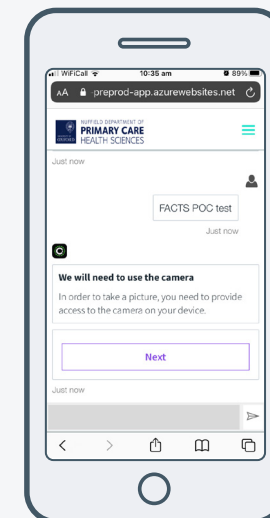 WiFiCall 10:35 am 89%
AA -preprod-app.azurewebsites.net
NUFFIELD DEPARTMENT OF
PRIMARY CARE
HEALTH SCIENCES
Just now
FACTS POC test
Just now
We will need to use the camera
In order to take a picture, you need to provide
access to the camera on your device.
Next
Just now